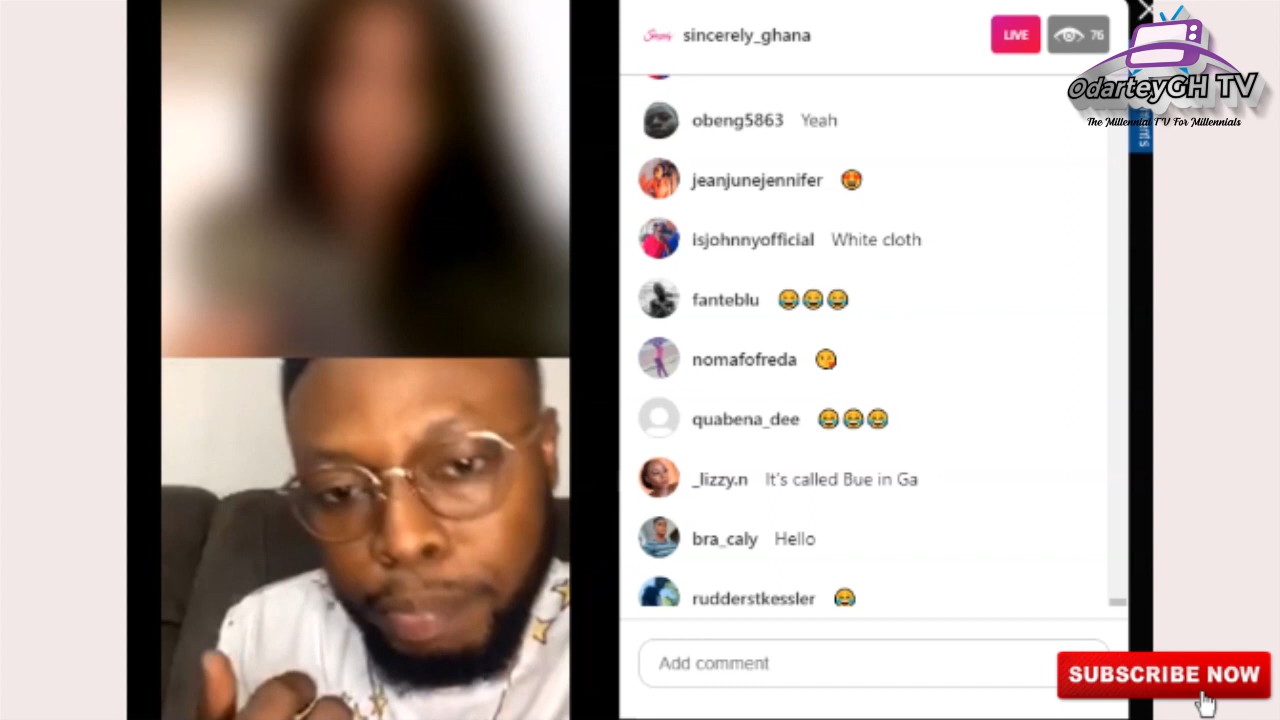 sincerely_ghana
LIVE
76
OdarteyGH TV
The Millennial TV For Millennials
obeng5863 Yeah
jeanjunejennifer
isjohnnyofficial White cloth
fanteblu
nomafofreda
quabena_dee
_lizzy.n It's called Bue in Ga
bra_caly Hello
rudderstkessler
Add comment
SUBSCRIBE NOW